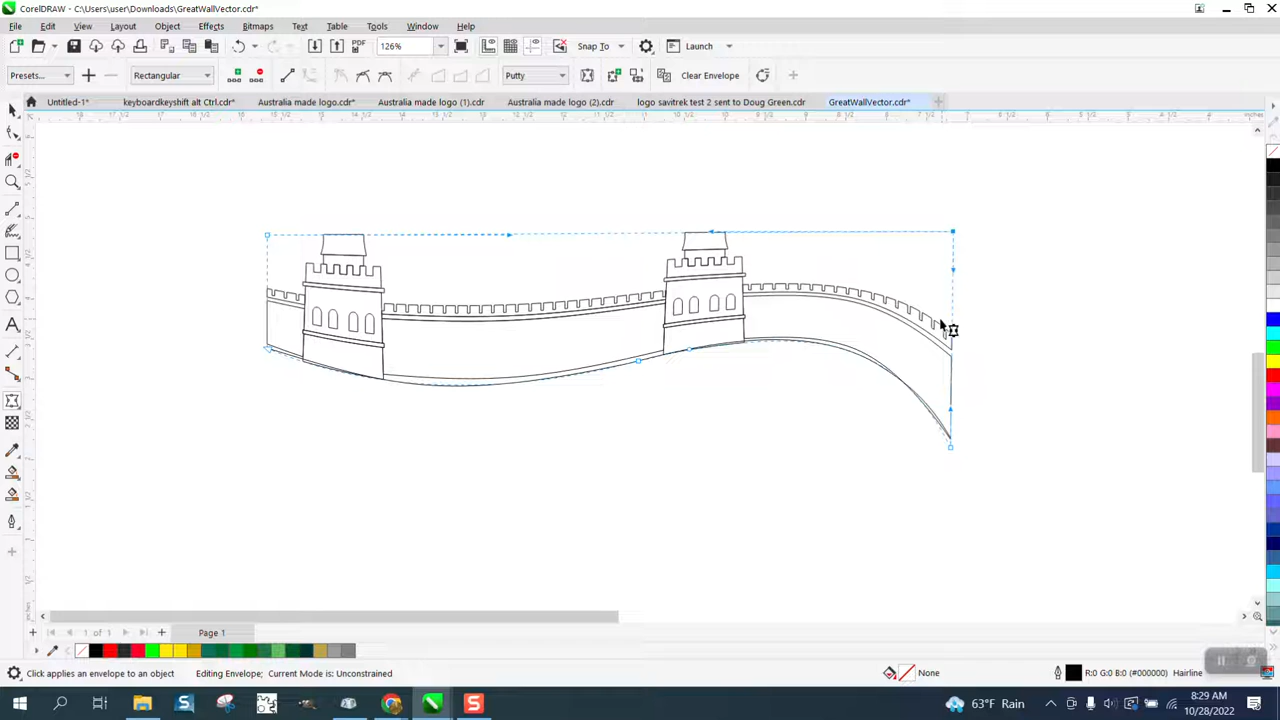 CorelDRAW - C:\Users\user\Downloads\GreatWallVector.cdr*
File Edit View Layout Object Effects Bitmaps Text Table Tools Window Help
PDF 126% Snap To Launch
Presets... Rectangular Putty Clear Envelope
Untitled-1* keyboardkeyshift alt Ctrl.cdr* Australia made logo.cdr* Australia made logo (1).cdr Australia made logo (2).cdr logo savitrek test 2 sent to Doug Green.cdr GreatWallVector.cdr*
inches
1 of 1 Page 1
Click applies an envelope to an object Editing Envelope; Current Mode is: Unconstrained None R:0 G:0 B:0 (#000000) Hairline
63°F Rain 8:29 AM
10/28/2022